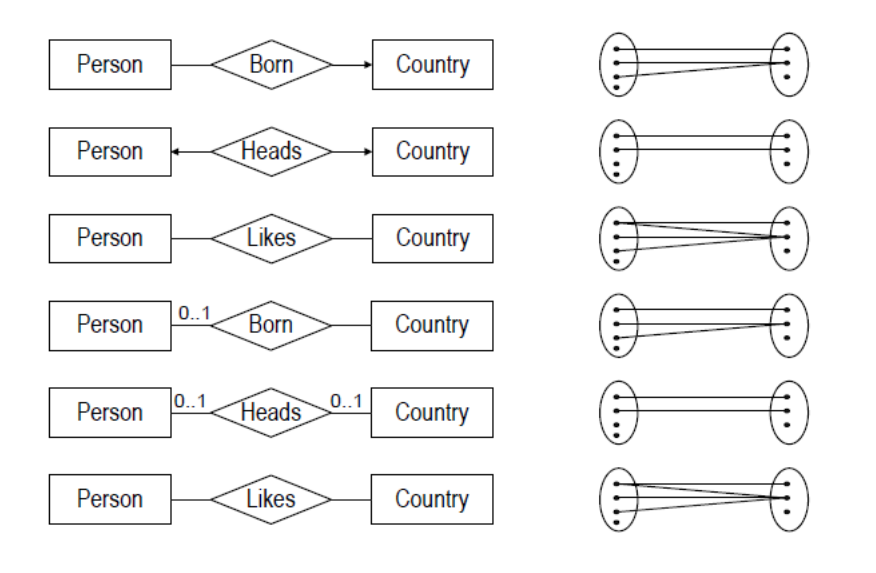 Person Born Country
Person Heads Country
Person Likes Country
Person 0..1 Born Country
Person 0..1 Heads 0..1 Country
Person Likes Country